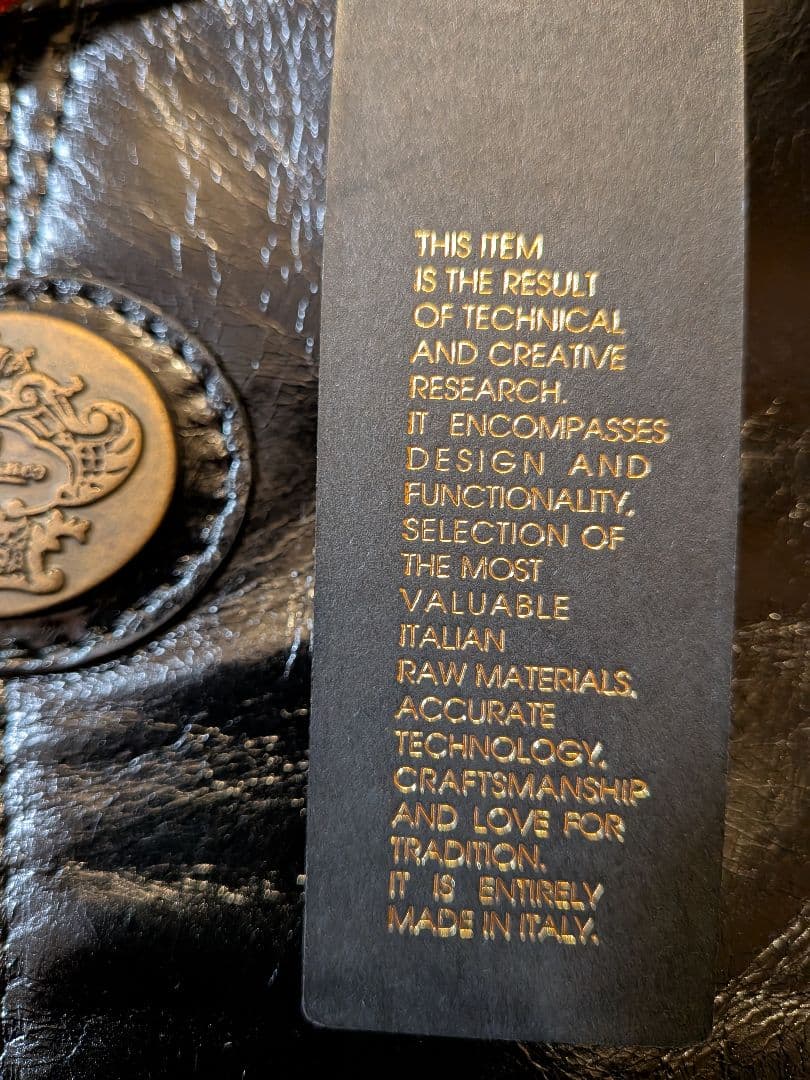 THIS ITEM
IS THE RESULT
OF TECHNICAL
AND CREATIVE
RESEARCH.
IT ENCOMPASSES
DESIGN AND
FUNCTIONALITY,
SELECTION OF
THE MOST
VALUABLE
ITALIAN
RAW MATERIALS,
ACCURATE
TECHNOLOGY,
CRAFTSMANSHIP
AND LOVE FOR
TRADITION.
IT IS ENTIRELY
MADE IN ITALY.